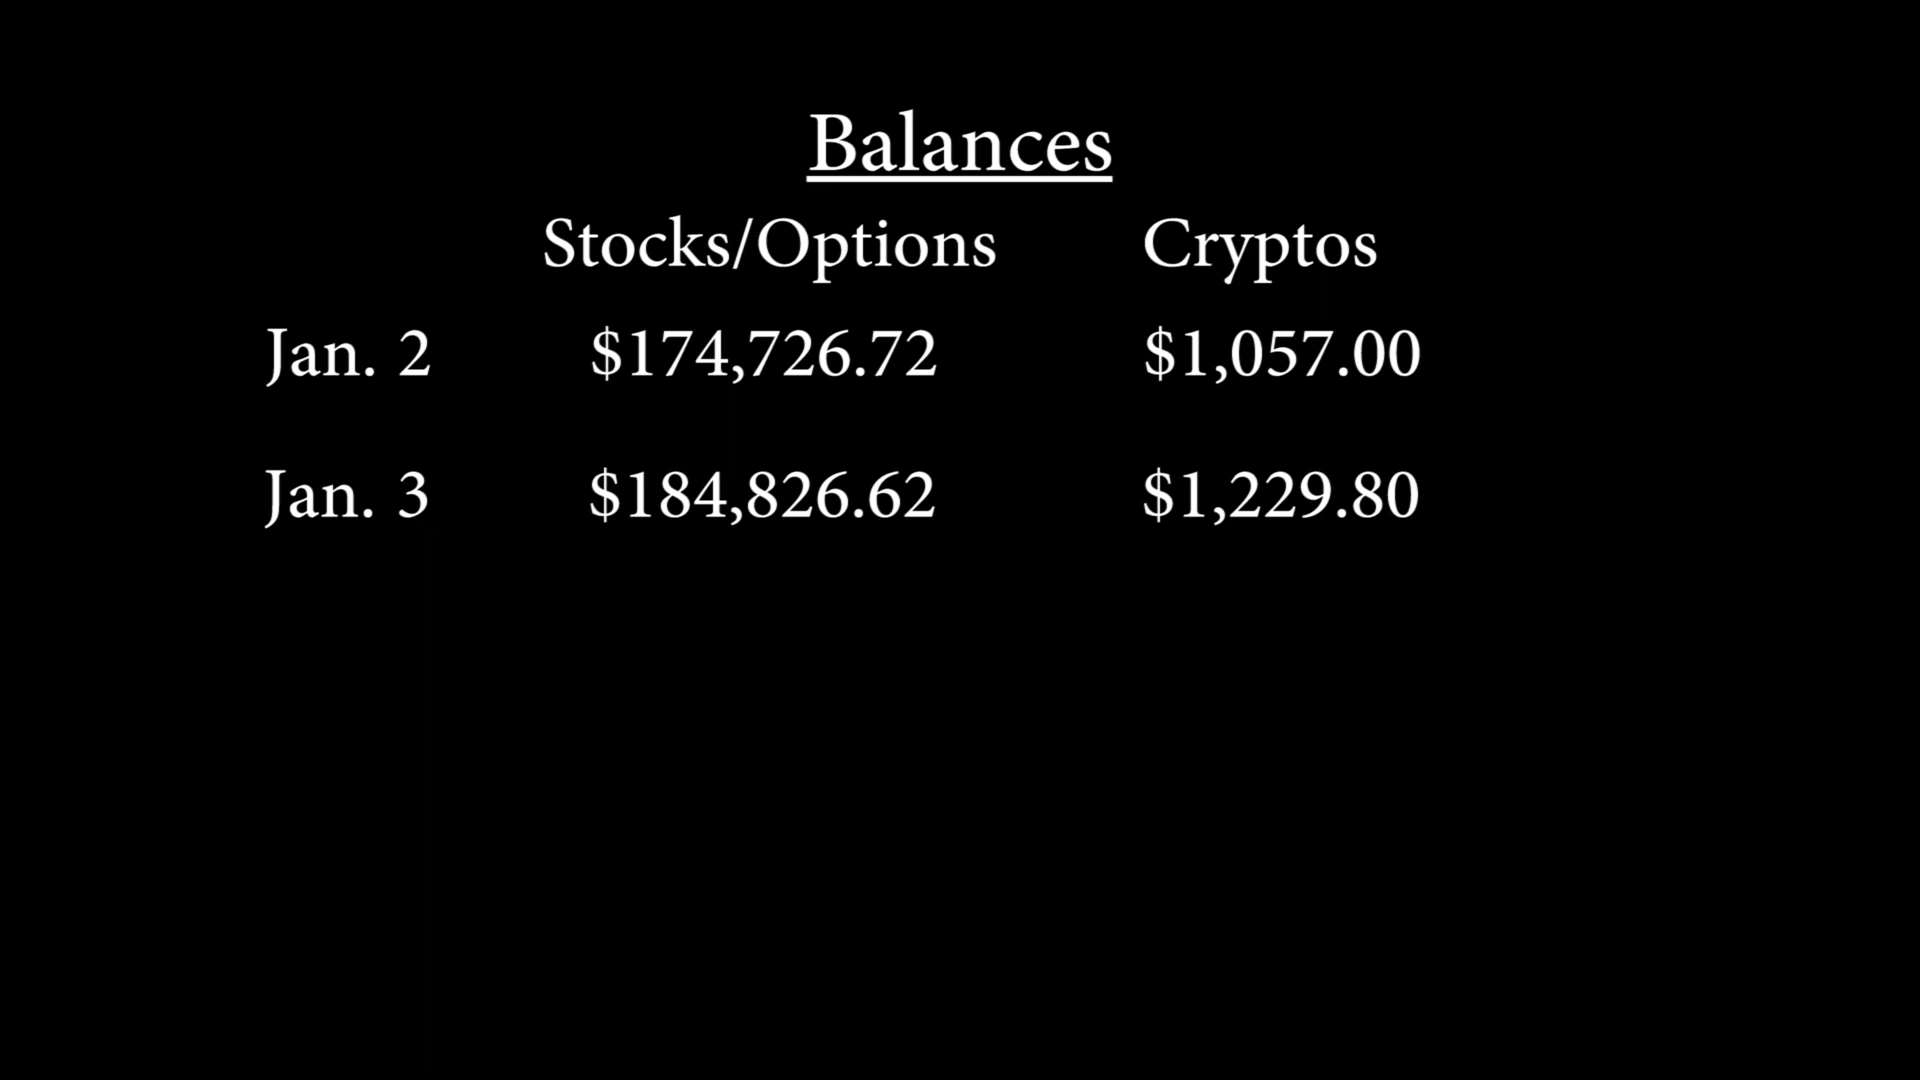 Balances
Stocks/Options Cryptos
Jan. 2 $174,726.72 $1,057.00
Jan. 3 $184,826.62 $1,229.80